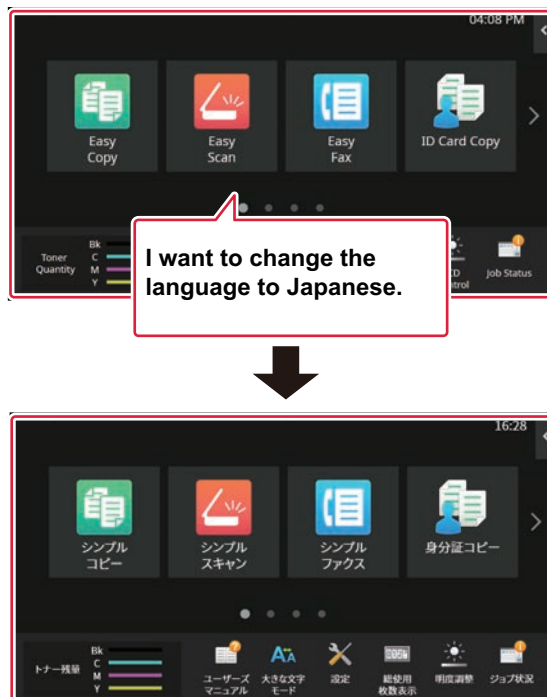 04:08 PM
Easy
Copy
Easy
Scan
Easy
Fax
ID Card Copy
I want to change the
language to Japanese.
Toner
Quantity
Bk
C
M
Y
Job Status
16:28
シンプル
コピー
シンプル
スキャン
シンプル
ファクス
身分証コピー
トナー残量
Bk
C
M
Y
ユーザーズ
マニュアル
大きな文字
モード
設定
総使用
枚数表示
明度調整
ジョブ状況